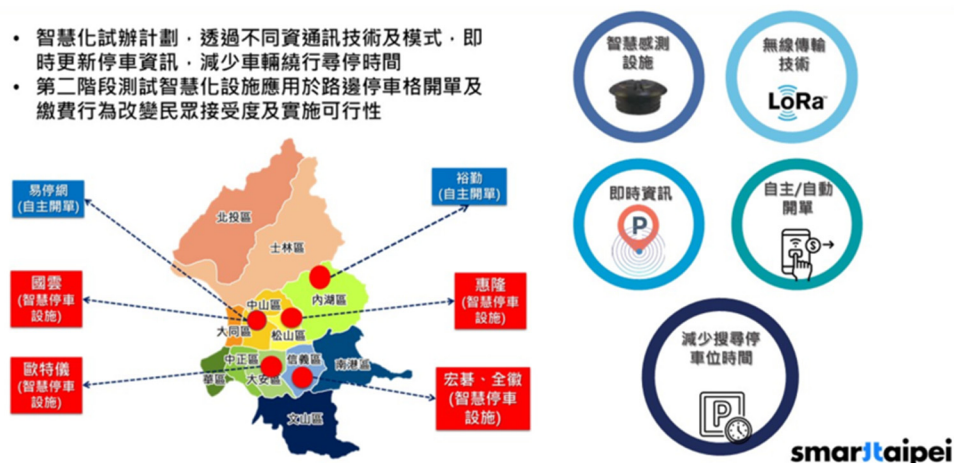 • 智慧化試辦計劃，透過不同資通訊技術及模式，即
時更新停車資訊，減少車輛繞行尋停時間
• 第二階段測試智慧化設施應用於路邊停車格開單及
繳費行為改變民眾接受度及實施可行性
易停網
(自主開單)
國雲
(智慧停車
設施)
歐特儀
(智慧停車
設施)
裕勤
(自主開單)
惠隆
(智慧停車
設施)
宏碁、全徽
(智慧停車
設施)
北投區
士林區
內湖區
中山區
大同區
松山區
中正區
信義區
南港區
華區
大安區
文山區
智慧感測
設施
無線傳輸
技術
LoRa
即時資訊
P
自主/自動
開單
$
減少搜尋停
車位時間
P
smarttaipei